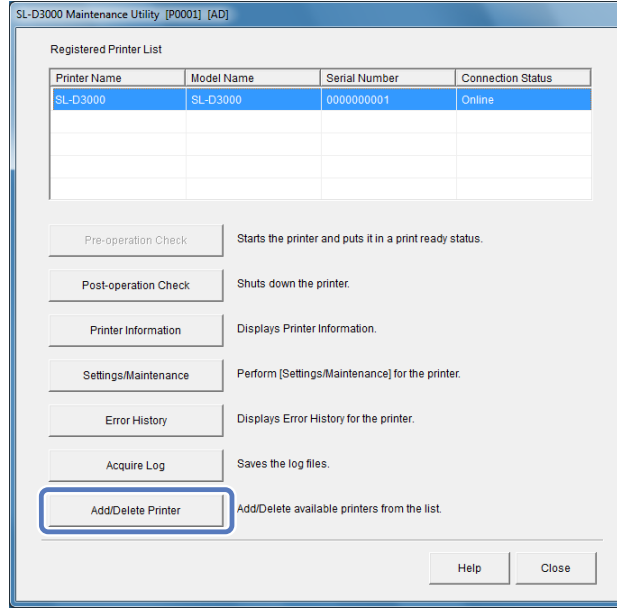 SL-D3000 Maintenance Utility [P0001] [AD]
Registered Printer List
Printer Name Model Name Serial Number Connection Status
SL-D3000 SL-D3000 0000000001 Online
Pre-operation Check Starts the printer and puts it in a print ready status.
Post-operation Check Shuts down the printer.
Printer Information Displays Printer Information.
Settings/Maintenance Perform [Settings/Maintenance] for the printer.
Error History Displays Error History for the printer.
Acquire Log Saves the log files.
Add/Delete Printer Add/Delete available printers from the list.
Help Close